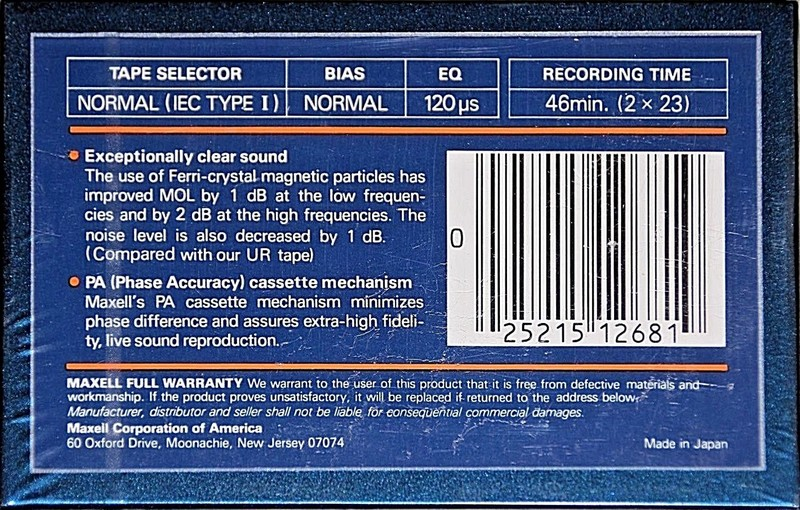 TAPE SELECTOR BIAS EQ RECORDING TIME
NORMAL (IEC TYPE I) NORMAL 120µs 46min. (2 × 23)
Exceptionally clear sound
The use of Ferri-crystal magnetic particles has
improved MOL by 1 dB at the low frequen-
cies and by 2 dB at the high frequencies. The
noise level is also decreased by 1 dB.
(Compared with our UR tape)
PA (Phase Accuracy) cassette mechanism
Maxell's PA cassette mechanism minimizes
phase difference and assures extra-high fideli-
ty, live sound reproduction.
0
25215 12681
MAXELL FULL WARRANTY We warrant to the user of this product that it is free from defective materials and
workmanship. If the product proves unsatisfactory, it will be replaced if returned to the address below.
Manufacturer, distributor and seller shall not be liable for consequential commercial damages.
Maxell Corporation of America
60 Oxford Drive, Moonachie, New Jersey 07074 Made in Japan